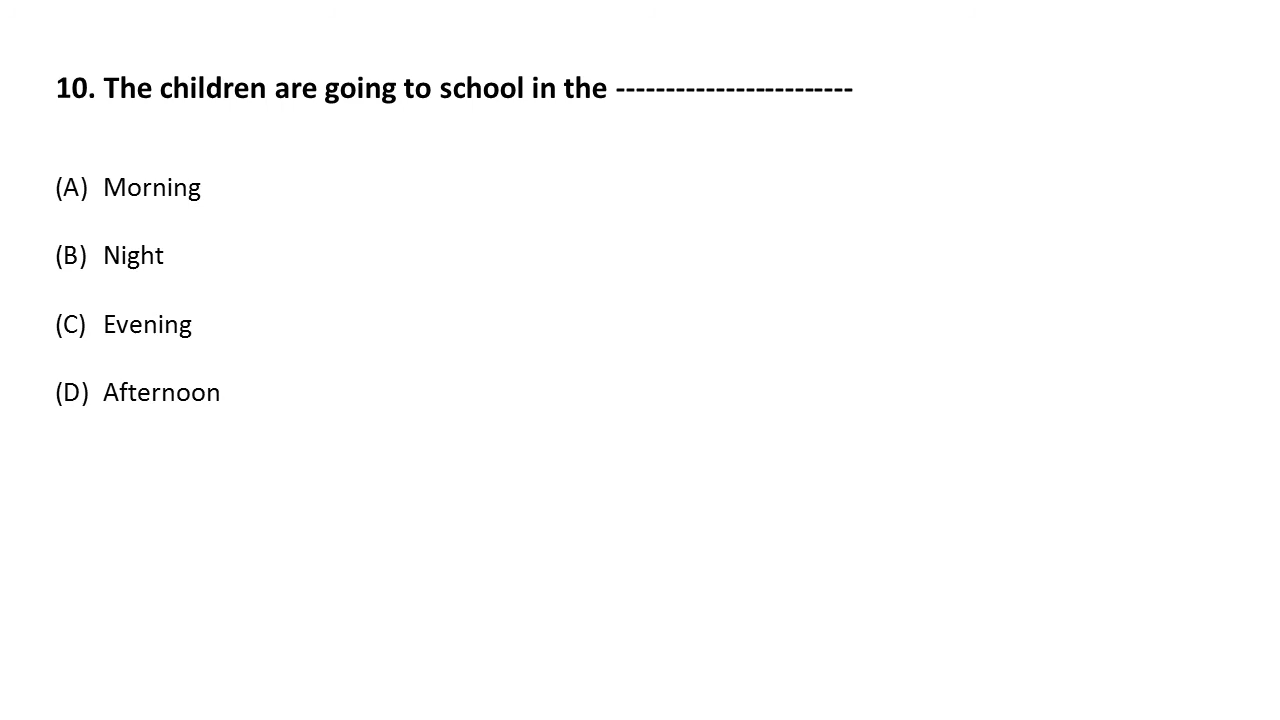 10. The children are going to school in the ------------------------
(A) Morning
(B) Night
(C) Evening
(D) Afternoon